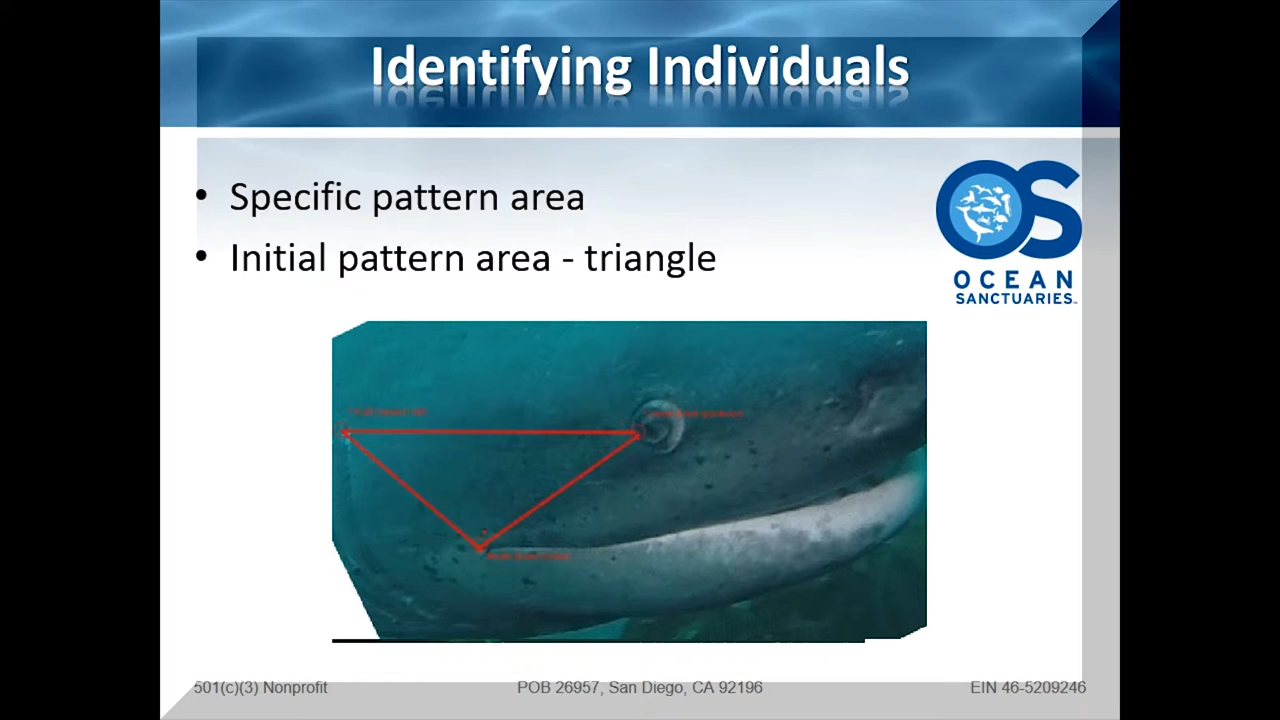 Identifying Individuals
• Specific pattern area
• Initial pattern area - triangle
OS
OCEAN
SANCTUARIES
501(c)(3) Nonprofit
POB 26957, San Diego, CA 92196
EIN 46-5209246